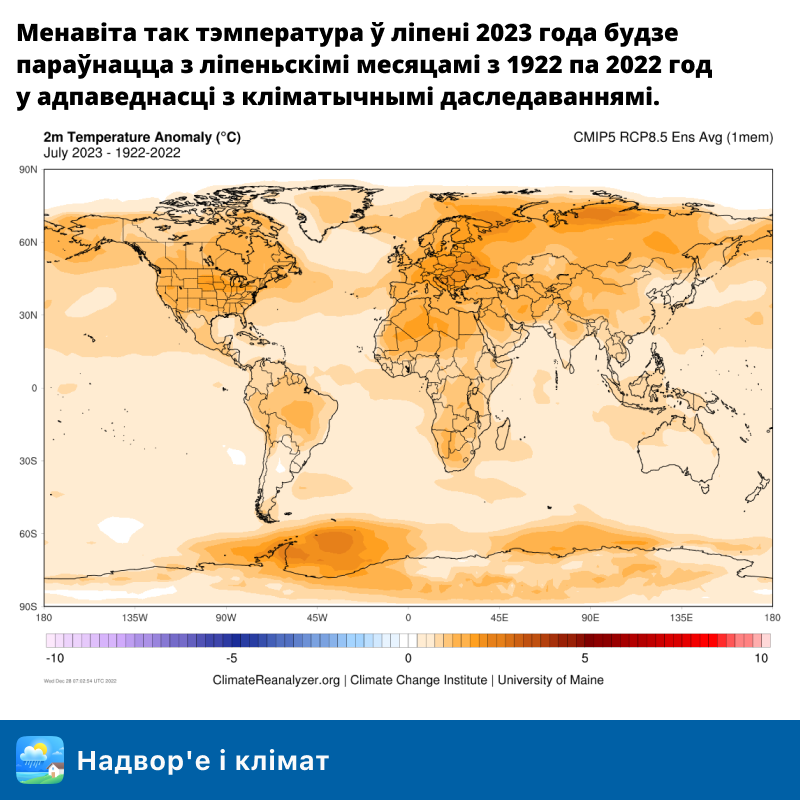 Менавіта так тэмпература ў ліпені 2023 года будзе
параўнацца з ліпеньскімі месяцамі з 1922 па 2022 год
у адпаведнасці з кліматычнымі даследаваннямі.
2m Temperature Anomaly (°C)
July 2023 - 1922-2022
CMIP5 RCP8.5 Ens Avg (1mem)
90N
60N
30N
0
30S
60S
90S
180 135W 90W 45W 0 45E 90E 135E 180
-10 -5 0 5 10
Wed Dec 28 07:03:54 UTC 2022
ClimateReanalyzer.org | Climate Change Institute | University of Maine
Надвор'е і клімат